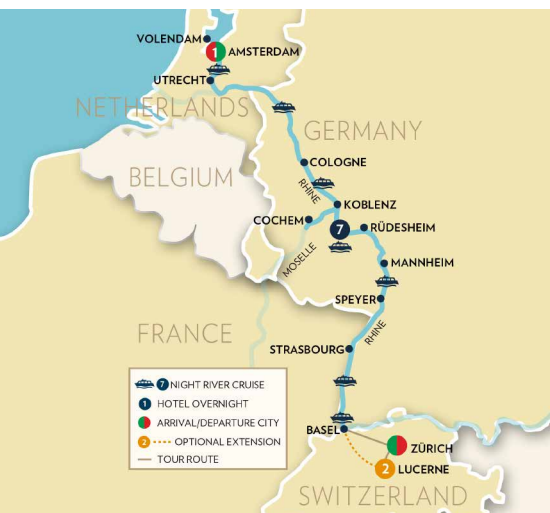 VOLENDAM
1 AMSTERDAM
UTRECHT
NETHERLANDS
GERMANY
COLOGNE
BELGIUM
RHINE
KOBLENZ
COCHEM
7
RÜDESHEIM
MOSELLE
MANNHEIM
SPEYER
FRANCE
RHINE
STRASBOURG
7 NIGHT RIVER CRUISE
1 HOTEL OVERNIGHT
ARRIVAL/DEPARTURE CITY
2 OPTIONAL EXTENSION
TOUR ROUTE
BASEL
ZÜRICH
2 LUCERNE
SWITZERLAND